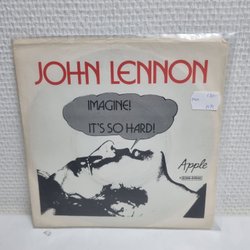 JOHN LENNON
IMAGINE!
IT'S SO HARD!
Apple